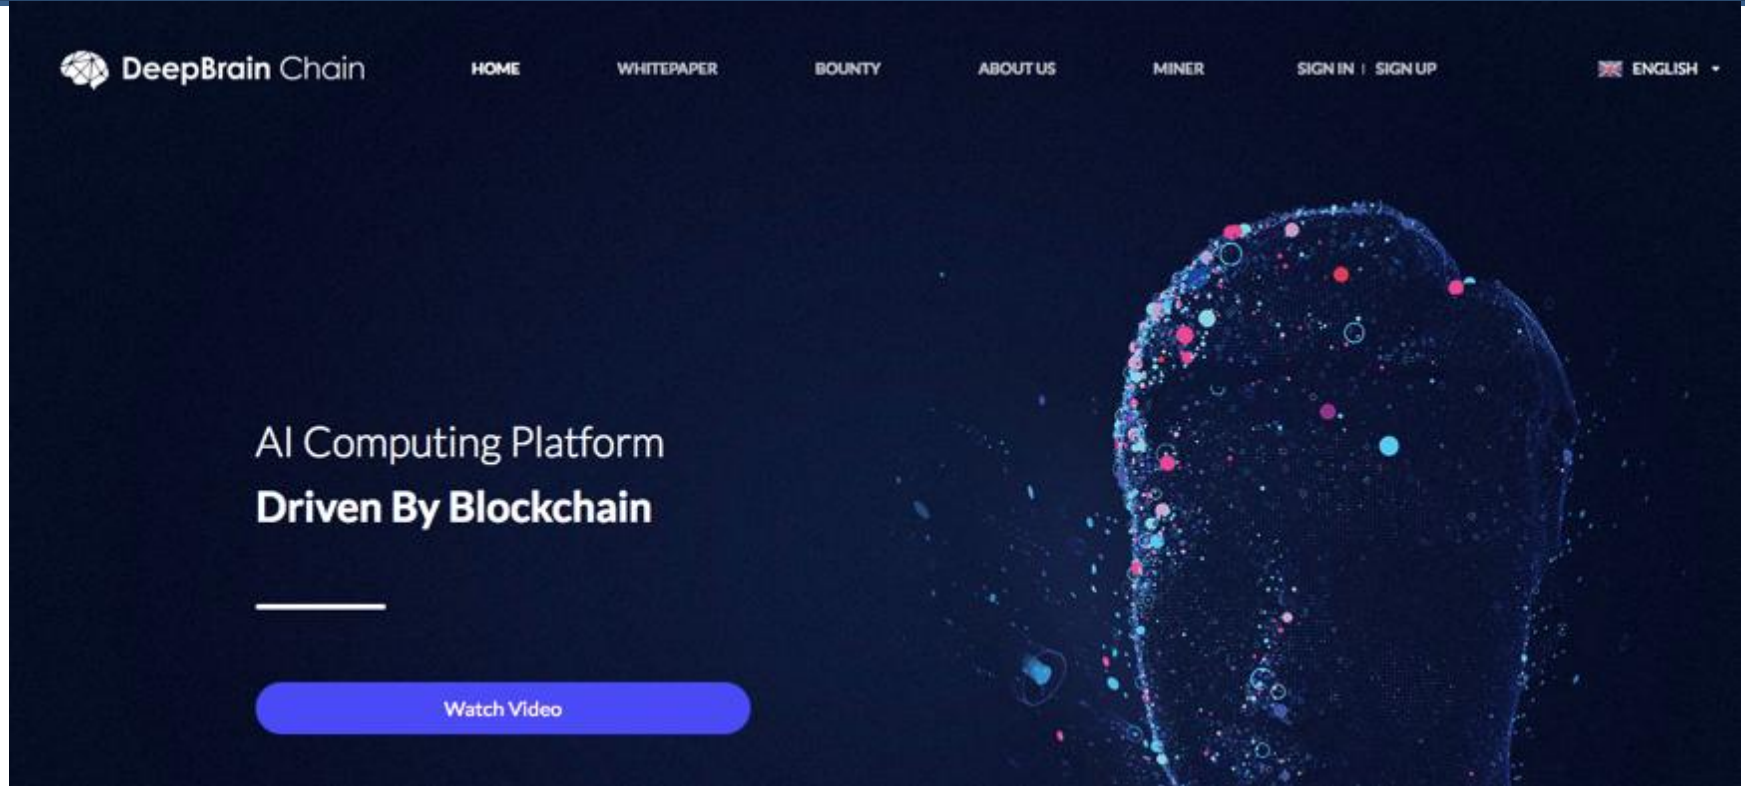 DeepBrain Chain HOME WHITEPAPER BOUNTY ABOUT US MINER SIGN IN | SIGN UP ENGLISH
AI Computing Platform
Driven By Blockchain
Watch Video